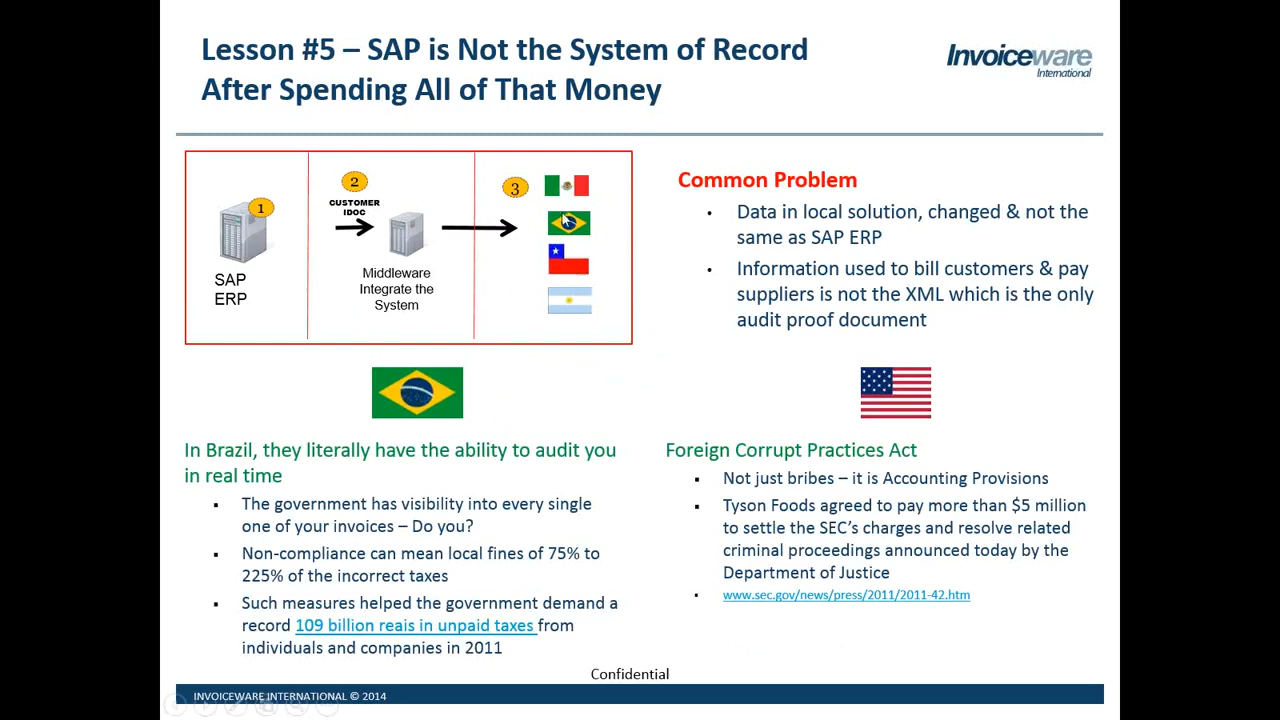 Lesson #5 – SAP is Not the System of Record
After Spending All of That Money
Invoiceware
International
1
2
CUSTOMER
IDOC
3
SAP
ERP
Middleware
Integrate the
System
Common Problem
• Data in local solution, changed & not the
same as SAP ERP
• Information used to bill customers & pay
suppliers is not the XML which is the only
audit proof document
In Brazil, they literally have the ability to audit you
in real time
▪ The government has visibility into every single
one of your invoices – Do you?
▪ Non-compliance can mean local fines of 75% to
225% of the incorrect taxes
▪ Such measures helped the government demand a
record 109 billion reais in unpaid taxes from
individuals and companies in 2011
Foreign Corrupt Practices Act
▪ Not just bribes – it is Accounting Provisions
▪ Tyson Foods agreed to pay more than $5 million
to settle the SEC's charges and resolve related
criminal proceedings announced today by the
Department of Justice
▪ www.sec.gov/news/press/2011/2011-42.htm
Confidential
INVOICEWARE INTERNATIONAL © 2014